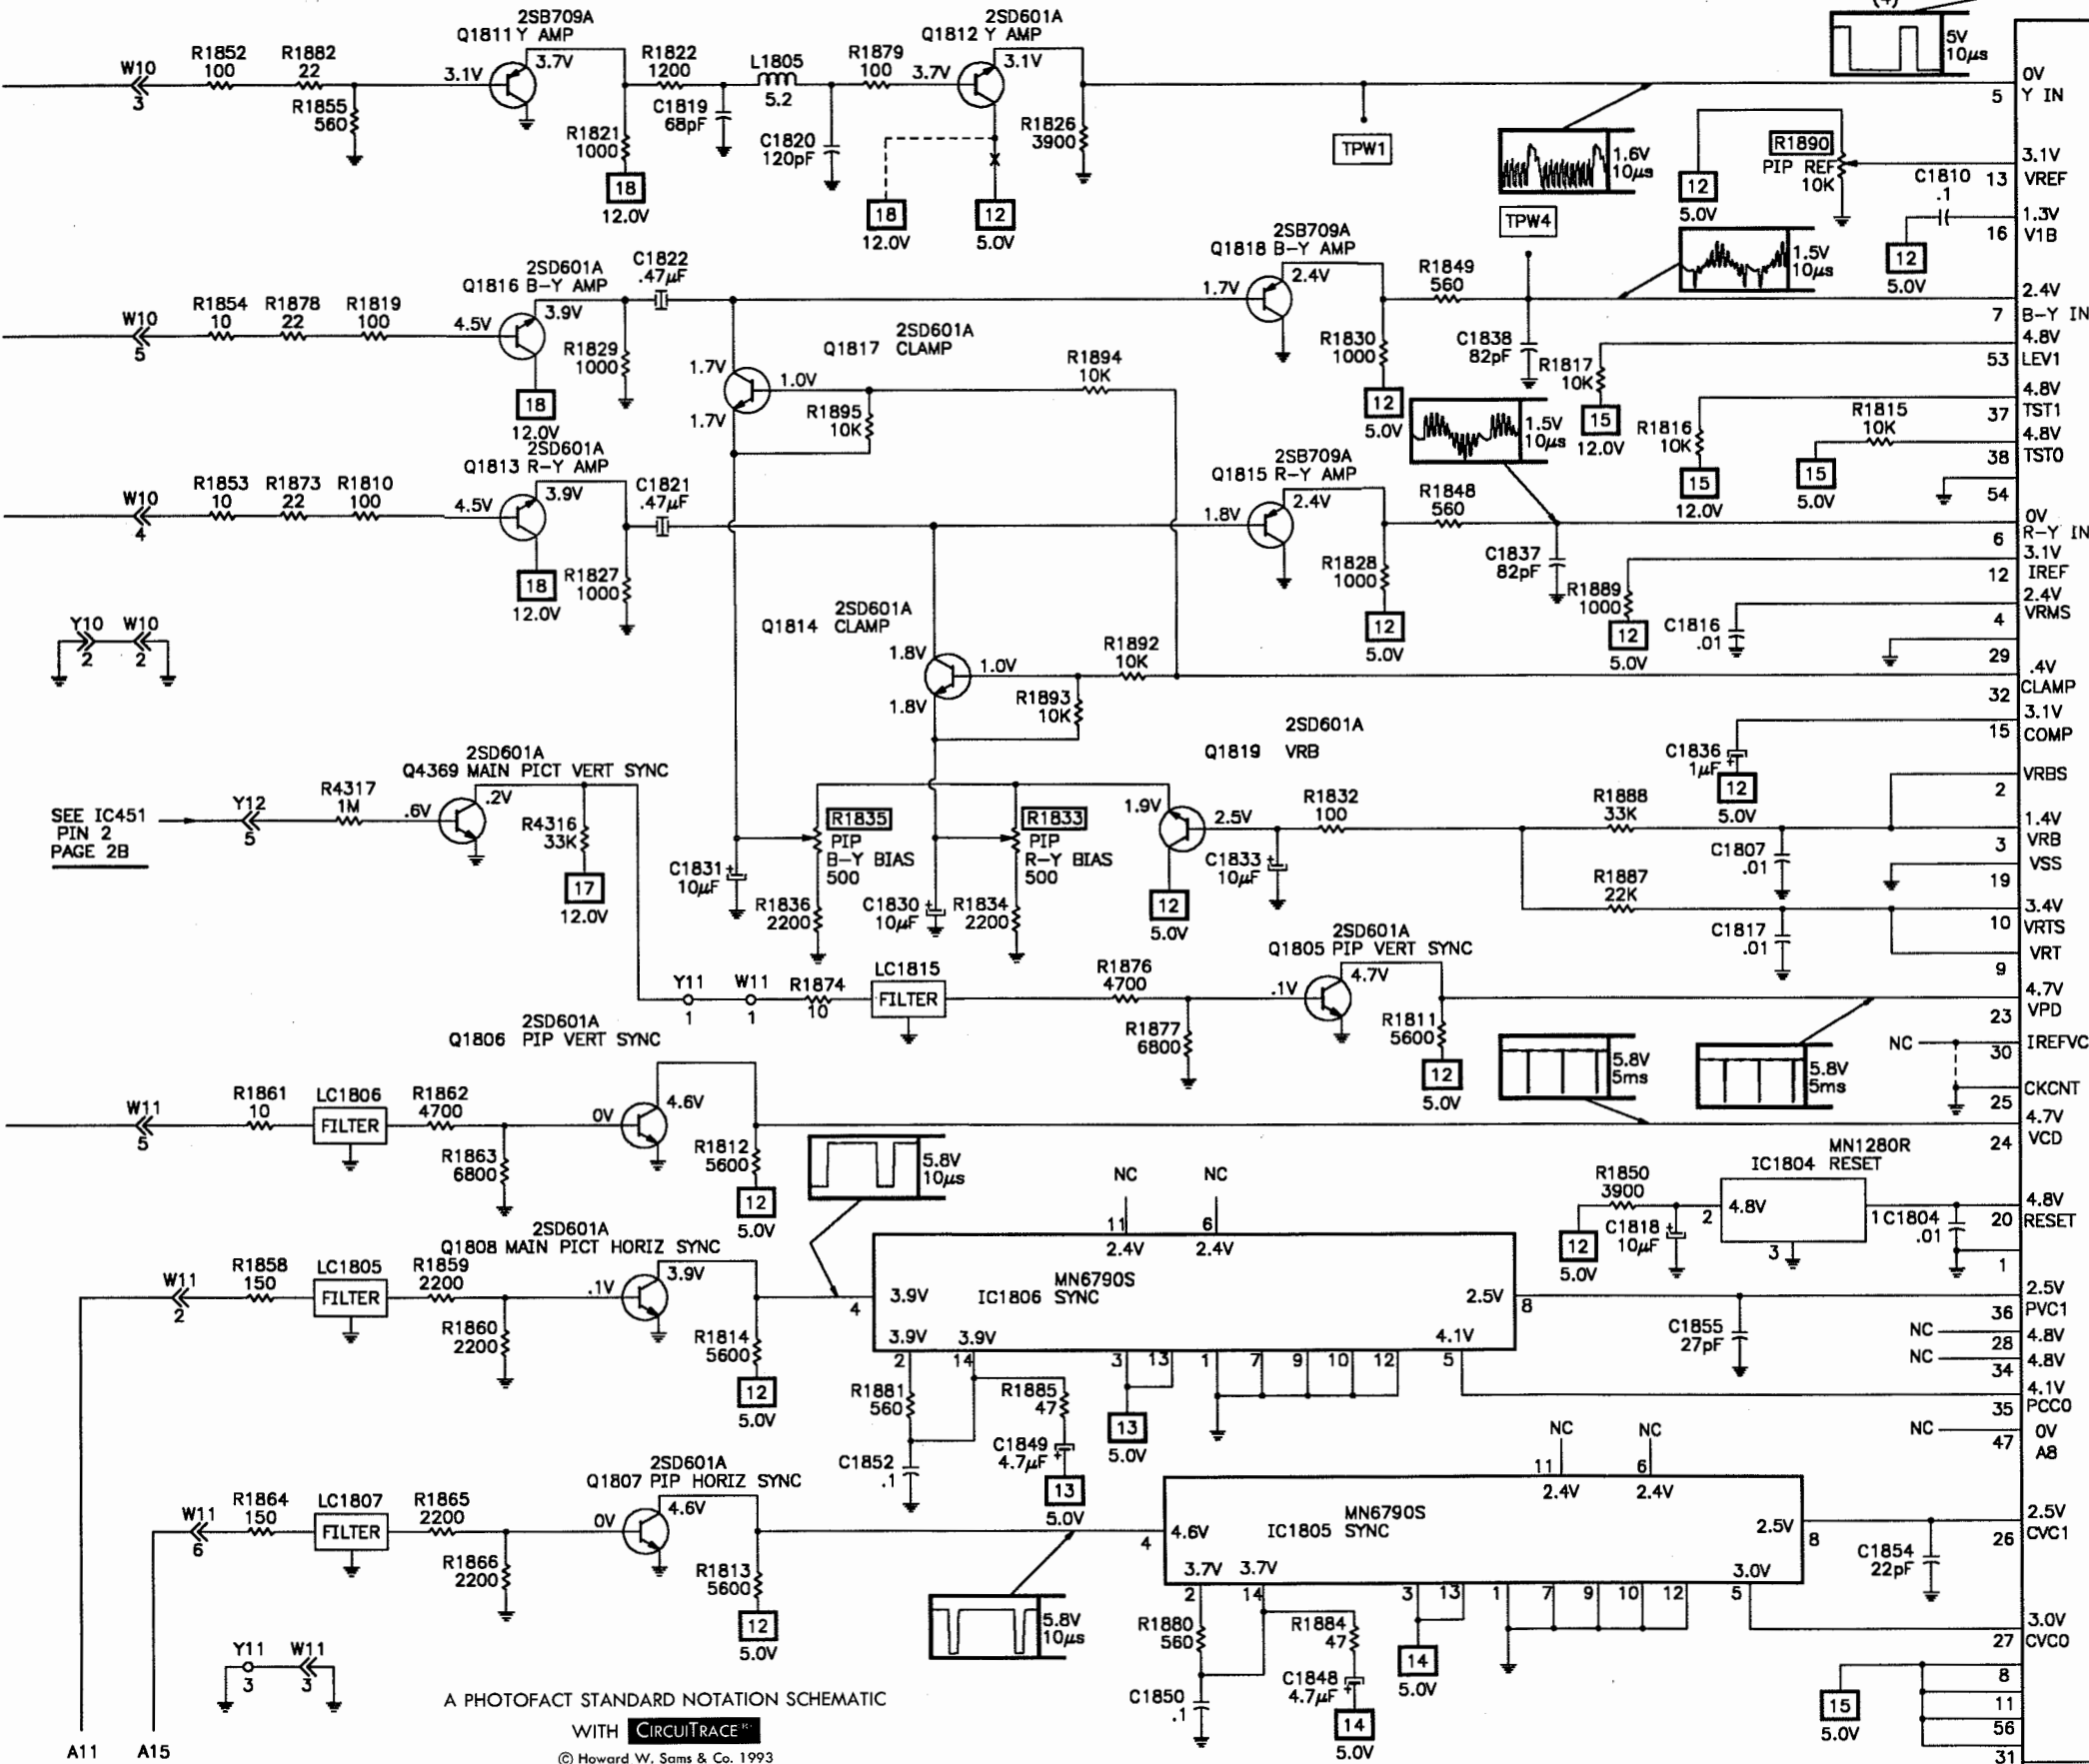 2SB709A
Q1811 Y AMP
W10
3
R1852
100
R1882
22
R1855
560
3.1V
3.7V
R1821
1000
18
12.0V
R1822
1200
C1819
68pF
L1805
5.2
C1820
120pF
R1879
100
2SD601A
Q1812 Y AMP
3.7V
3.1V
R1826
3900
18
12.0V
12
5.0V
TPW1
1.6V
10µs
(4)
5V
10µs
0V
5 Y IN
R1890
PIP REF
10K
12
5.0V
3.1V
13 VREF
C1810
.1
12
5.0V
1.3V
16 V1B
TPW4
1.5V
10µs
W10
5
R1854
10
R1878
22
R1819
100
2SD601A
Q1816 B-Y AMP
4.5V
3.9V
18
12.0V
R1829
1000
C1822
.47µF
2SD601A
Q1817 CLAMP
1.7V
1.0V
1.7V
R1895
10K
R1894
10K
2SB709A
Q1818 B-Y AMP
1.7V
2.4V
R1830
1000
12
5.0V
R1849
560
C1838
82pF
2.4V
7 B-Y IN
R1817
10K
15
12.0V
4.8V
53 LEV1
R1816
10K
15
12.0V
4.8V
37 TST1
R1815
10K
15
5.0V
4.8V
38 TST0
54
W10
4
R1853
10
R1873
22
R1810
100
2SD601A
Q1813 R-Y AMP
4.5V
3.9V
18
12.0V
R1827
1000
C1821
.47µF
2SB709A
Q1815 R-Y AMP
1.8V
2.4V
R1828
1000
12
5.0V
R1848
560
1.5V
10µs
C1837
82pF
0V
6 R-Y IN
R1889
1000
12
5.0V
3.1V
12 IREF
C1816
.01
2.4V
4 VRMS
29
Y10 W10
2 2
2SD601A
Q1814 CLAMP
1.8V
1.0V
1.8V
R1892
10K
R1893
10K
.4V
32 CLAMP
C1836
1µF
12
5.0V
3.1V
15 COMP
SEE IC451
PIN 2
PAGE 2B
Y12
5
R4317
1M
2SD601A
Q4369 MAIN PICT VERT SYNC
.6V
.2V
R4316
33K
17
12.0V
C1831
10µF
R1835
PIP
B-Y BIAS
500
R1836
2200
C1830
10µF
R1833
PIP
R-Y BIAS
500
R1834
2200
2SD601A
Q1819 VRB
1.9V
2.5V
12
5.0V
C1833
10µF
R1832
100
R1888
33K
C1807
.01
R1887
22K
C1817
.01
VRBS
2
1.4V
3 VRB
VSS
19
3.4V
10 VRTS
VRT
9
Y11 W11
1 1
R1874
10
LC1815
FILTER
R1876
4700
R1877
6800
2SD601A
Q1805 PIP VERT SYNC
.1V
4.7V
R1811
5600
12
5.0V
4.7V
23 VPD
5.8V
5ms
5.8V
5ms
NC
30 IREFVC
CKCNT
25
4.7V
24 VCD
2SD601A
Q1806 PIP VERT SYNC
W11
5
R1861
10
LC1806
FILTER
R1862
4700
R1863
6800
0V
4.6V
R1812
5600
12
5.0V
5.8V
10µs
R1850
3900
12
5.0V
C1818
10µF
MN1280R
IC1804 RESET
2
4.8V
3
1
C1804
.01
4.8V
20 RESET
1
2SD601A
Q1808 MAIN PICT HORIZ SYNC
W11
2
R1858
150
LC1805
FILTER
R1859
2200
R1860
2200
.1V
3.9V
R1814
5600
12
5.0V
NC NC
11 6
2.4V 2.4V
MN6790S
IC1806 SYNC
4
3.9V
2.5V
8
3.9V 3.9V 4.1V
2 14 3 13 1 7 9 10 12 5
R1881
560
C1852
.1
R1885
47
C1849
4.7µF
13
5.0V
13
5.0V
C1855
27pF
2.5V
36 PVC1
NC
4.8V
28
NC
4.8V
34
4.1V
35 PCC0
NC
0V
47 A8
W11
6
R1864
150
LC1807
FILTER
R1865
2200
R1866
2200
2SD601A
Q1807 PIP HORIZ SYNC
0V
4.6V
R1813
5600
12
5.0V
5.8V
10µs
NC NC
11 6
2.4V 2.4V
MN6790S
IC1805 SYNC
4
4.6V
2.5V
8
3.7V 3.7V 3.0V
2 14 3 13 1 7 9 10 12 5
R1880
560
C1850
.1
R1884
47
C1848
4.7µF
14
5.0V
14
5.0V
C1854
22pF
2.5V
26 CVC1
3.0V
27 CVC0
15
5.0V
8
11
56
31
Y11 W11
3 3
A11 A15
A PHOTOFACT STANDARD NOTATION SCHEMATIC
WITH CIRCUITRACE
© Howard W. Sams & Co. 1993